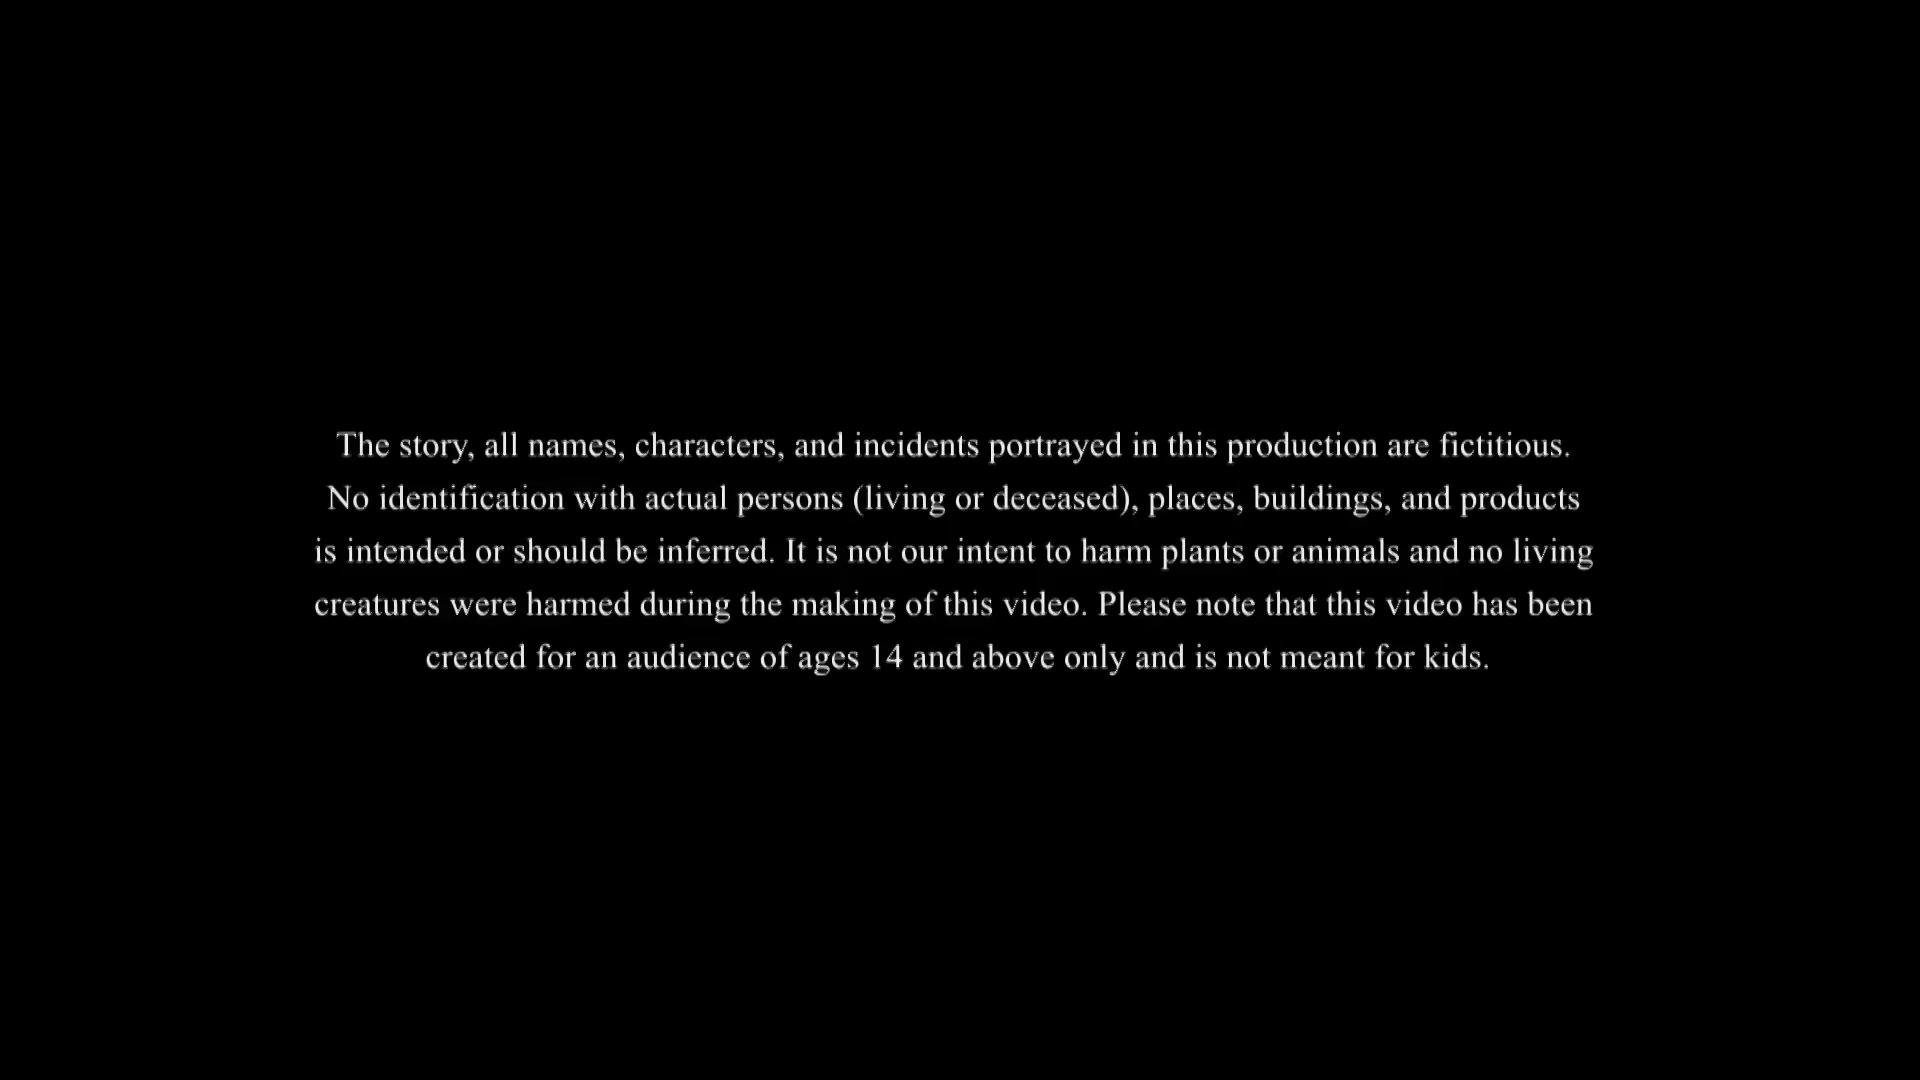 The story, all names, characters, and incidents portrayed in this production are fictitious.
No identification with actual persons (living or deceased), places, buildings, and products
is intended or should be inferred. It is not our intent to harm plants or animals and no living
creatures were harmed during the making of this video. Please note that this video has been
created for an audience of ages 14 and above only and is not meant for kids.